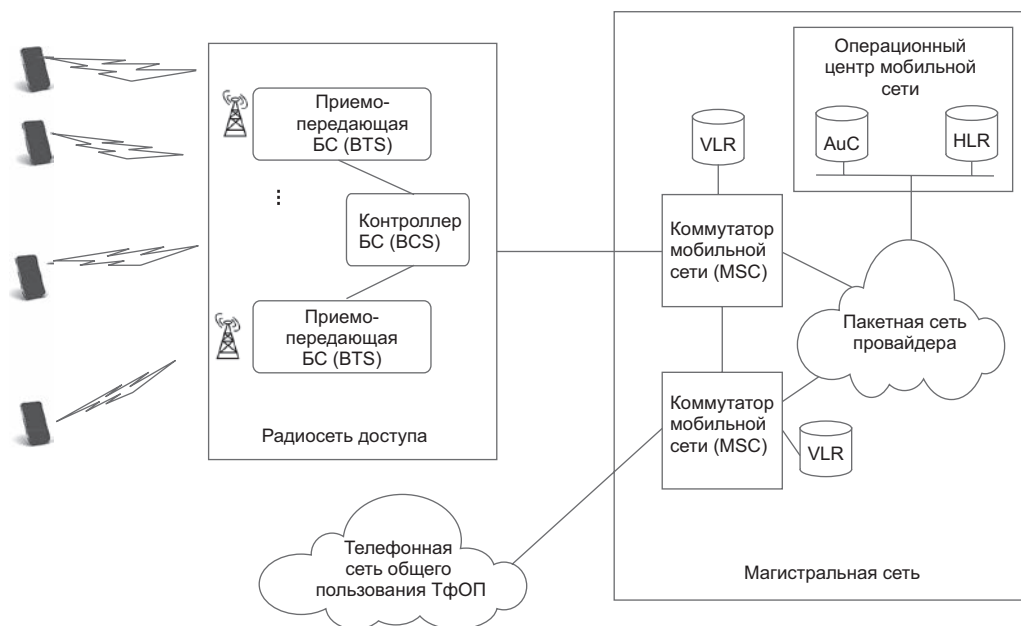 Приемо-
передающая
БС (BTS)
...
Контроллер
БС (BCS)
Приемо-
передающая
БС (BTS)
Радиосеть доступа
Операционный
центр мобильной
сети
AuC
HLR
VLR
Коммутатор
мобильной
сети (MSC)
Пакетная сеть
провайдера
Коммутатор
мобильной
сети (MSC)
VLR
Телефонная
сеть общего
пользования ТфОП
Магистральная сеть